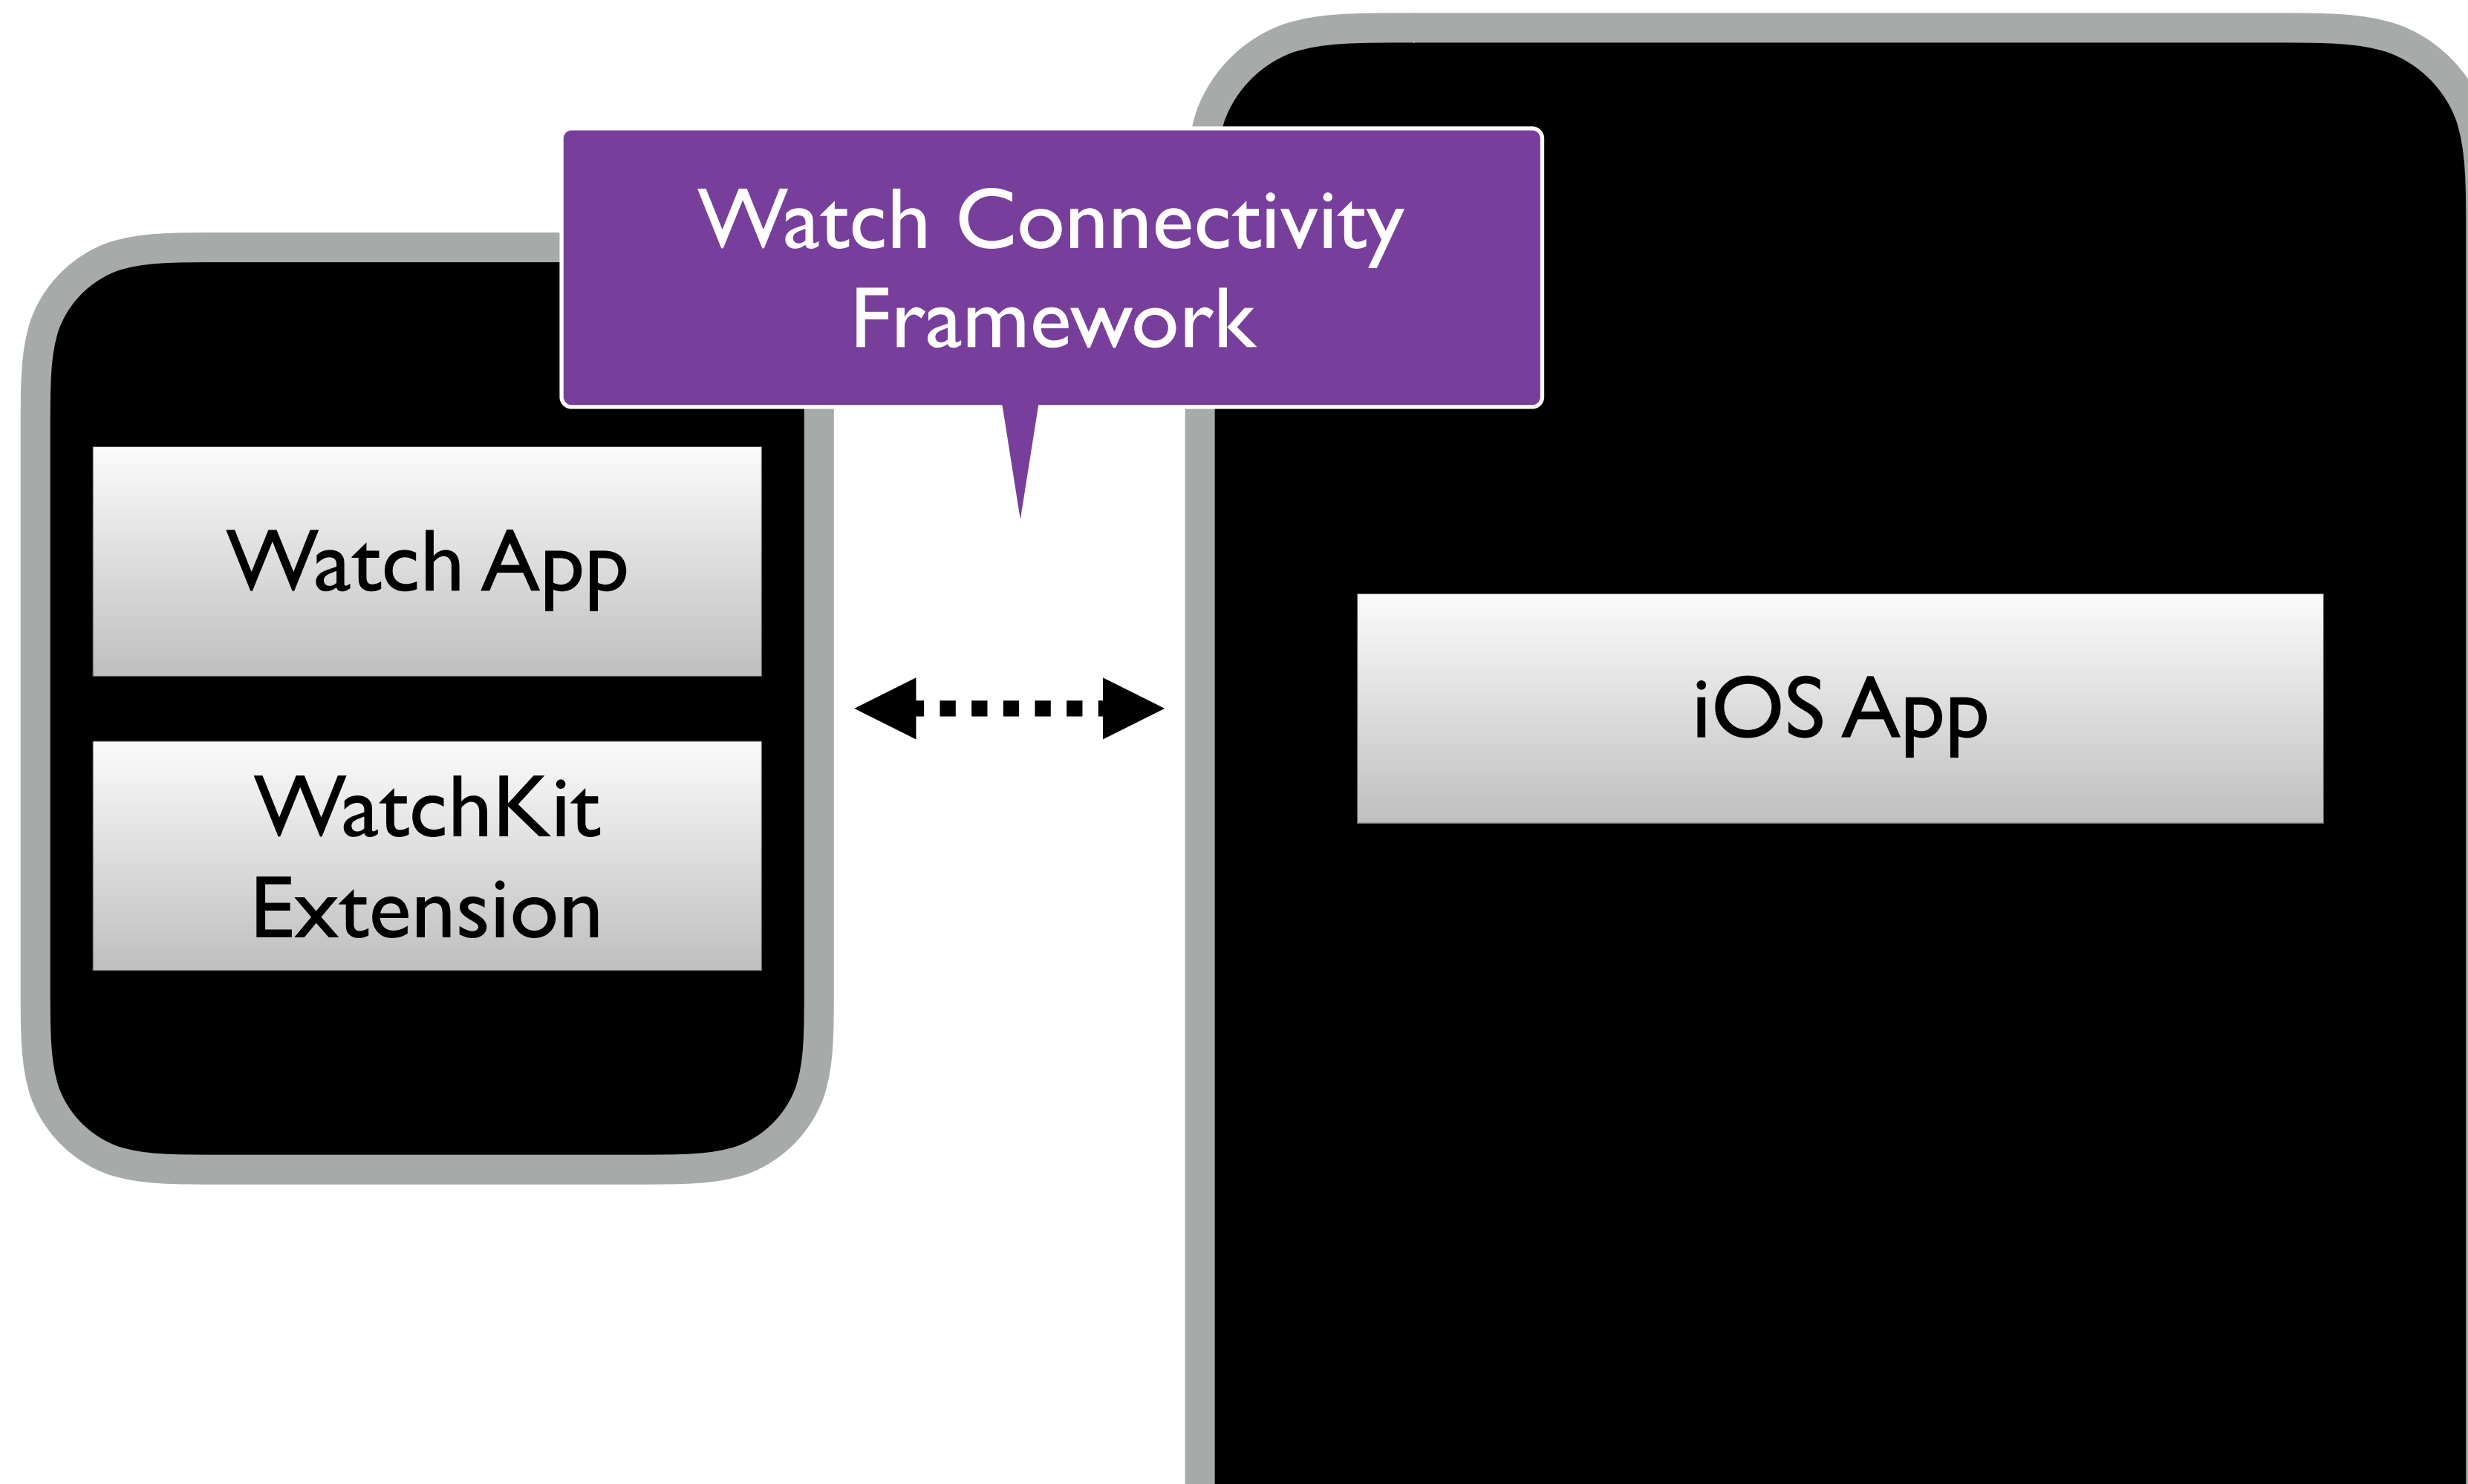 Watch Connectivity
Framework
Watch App
WatchKit
Extension
iOS App